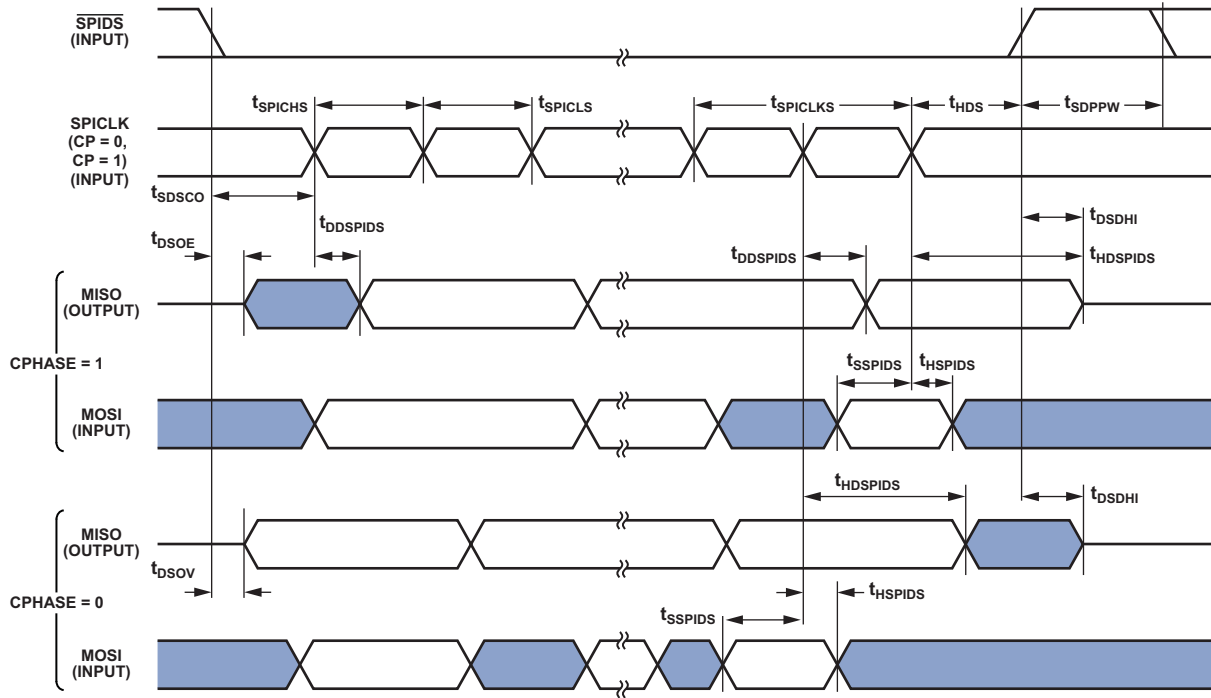 SPIDS
(INPUT)
tSPICHS
tSPICLS
tSPICLKS
tHDS
tSDPPW
SPICLK
(CP = 0,
CP = 1)
(INPUT)
tSDSCO
tDDSPIDS
tDSOE
tDSDHI
tDDSPIDS
tHDSPIDS
MISO
(OUTPUT)
CPHASE = 1
tSSPIDS
tHSPIDS
MOSI
(INPUT)
tHDSPIDS
tDSDHI
MISO
(OUTPUT)
tDSOV
CPHASE = 0
tHSPIDS
tSSPIDS
MOSI
(INPUT)